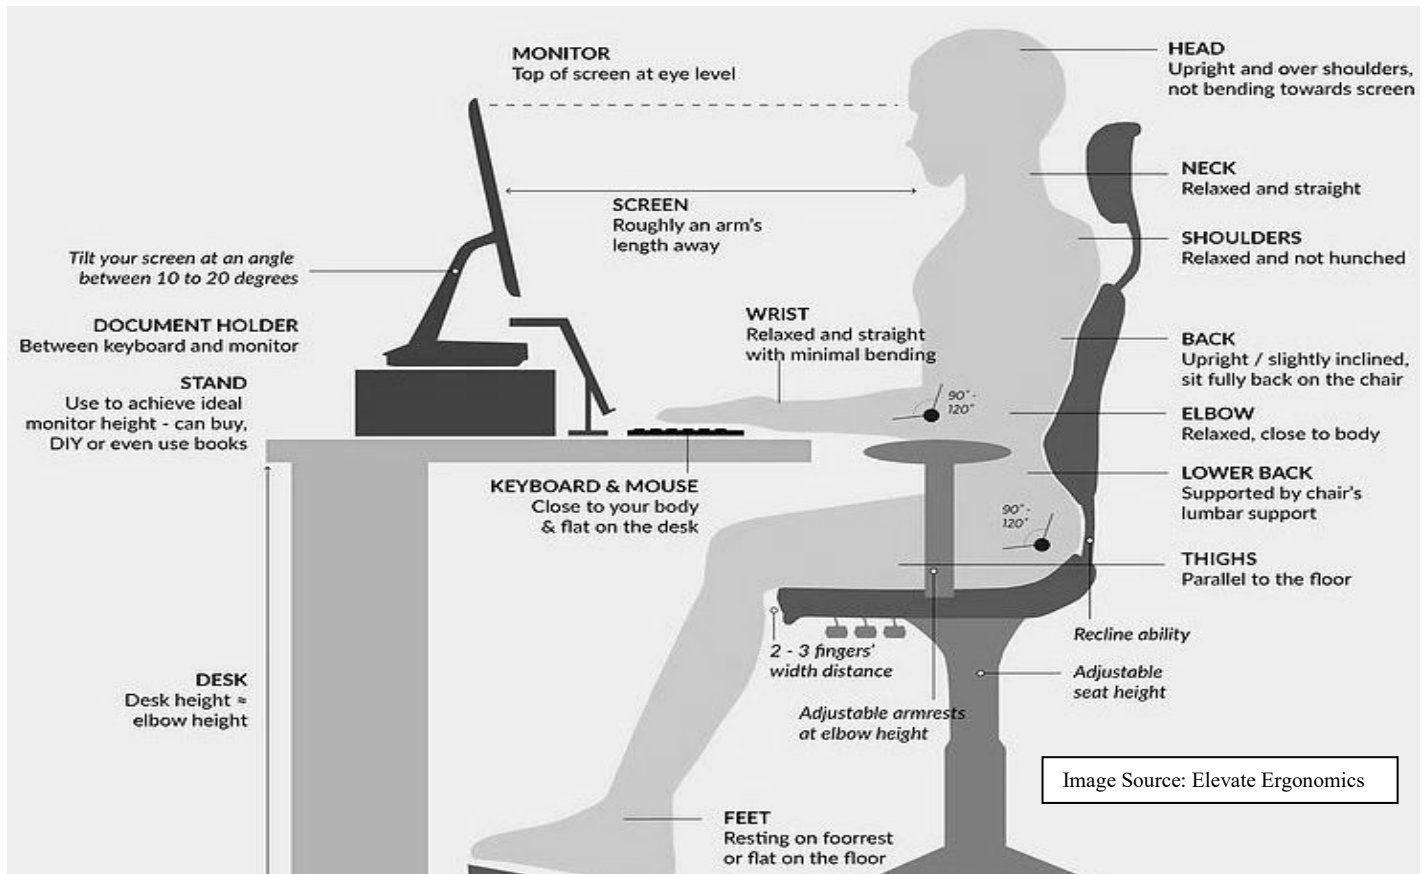 MONITOR
Top of screen at eye level
HEAD
Upright and over shoulders,
not bending towards screen
NECK
Relaxed and straight
SCREEN
Roughly an arm's
length away
SHOULDERS
Relaxed and not hunched
Tilt your screen at an angle
between 10 to 20 degrees
DOCUMENT HOLDER
Between keyboard and monitor
WRIST
Relaxed and straight
with minimal bending
BACK
Upright / slightly inclined,
sit fully back on the chair
STAND
Use to achieve ideal
monitor height - can buy,
DIY or even use books
90° -
120°
ELBOW
Relaxed, close to body
KEYBOARD & MOUSE
Close to your body
& flat on the desk
LOWER BACK
Supported by chair's
lumbar support
90° -
120°
THIGHS
Parallel to the floor
2 - 3 fingers'
width distance
Recline ability
Adjustable
seat height
DESK
Desk height ≈
elbow height
Adjustable armrests
at elbow height
Image Source: Elevate Ergonomics
FEET
Resting on foorrest
or flat on the floor